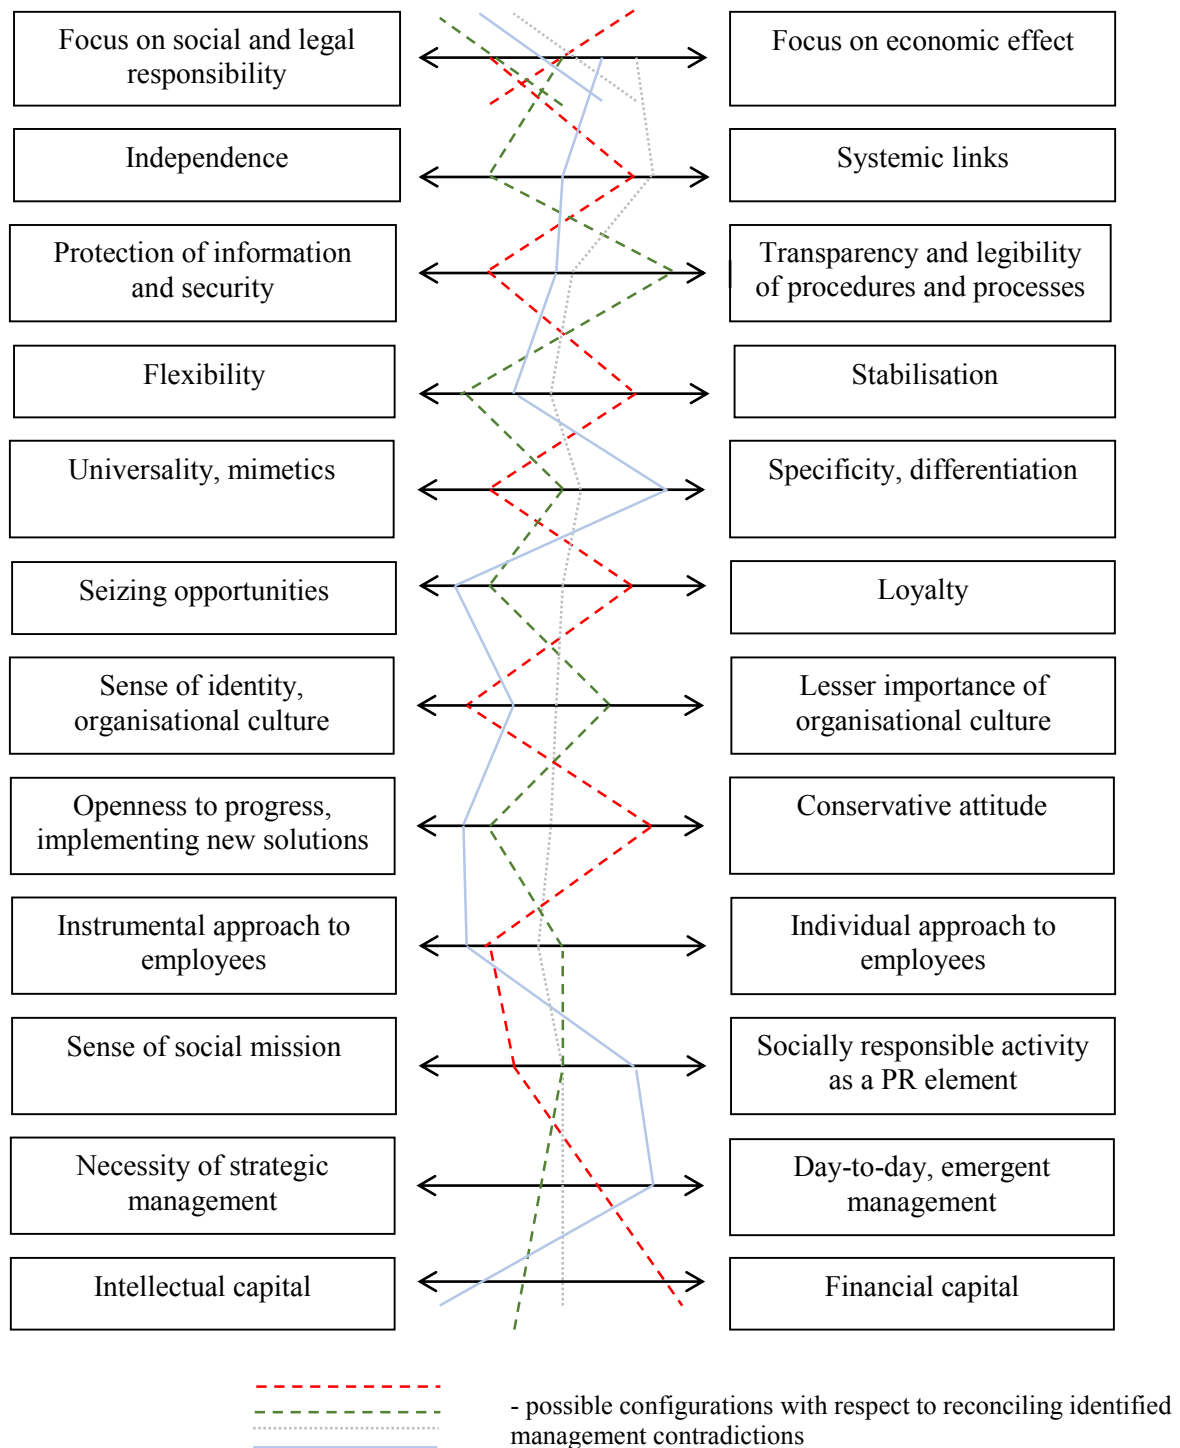 Focus on social and legal
responsibility
Focus on economic effect
Independence
Systemic links
Protection of information
and security
Transparency and legibility
of procedures and processes
Flexibility
Stabilisation
Universality, mimetics
Specificity, differentiation
Seizing opportunities
Loyalty
Sense of identity,
organisational culture
Lesser importance of
organisational culture
Openness to progress,
implementing new solutions
Conservative attitude
Instrumental approach to
employees
Individual approach to
employees
Sense of social mission
Socially responsible activity
as a PR element
Necessity of strategic
management
Day-to-day, emergent
management
Intellectual capital
Financial capital
- possible configurations with respect to reconciling identified
management contradictions